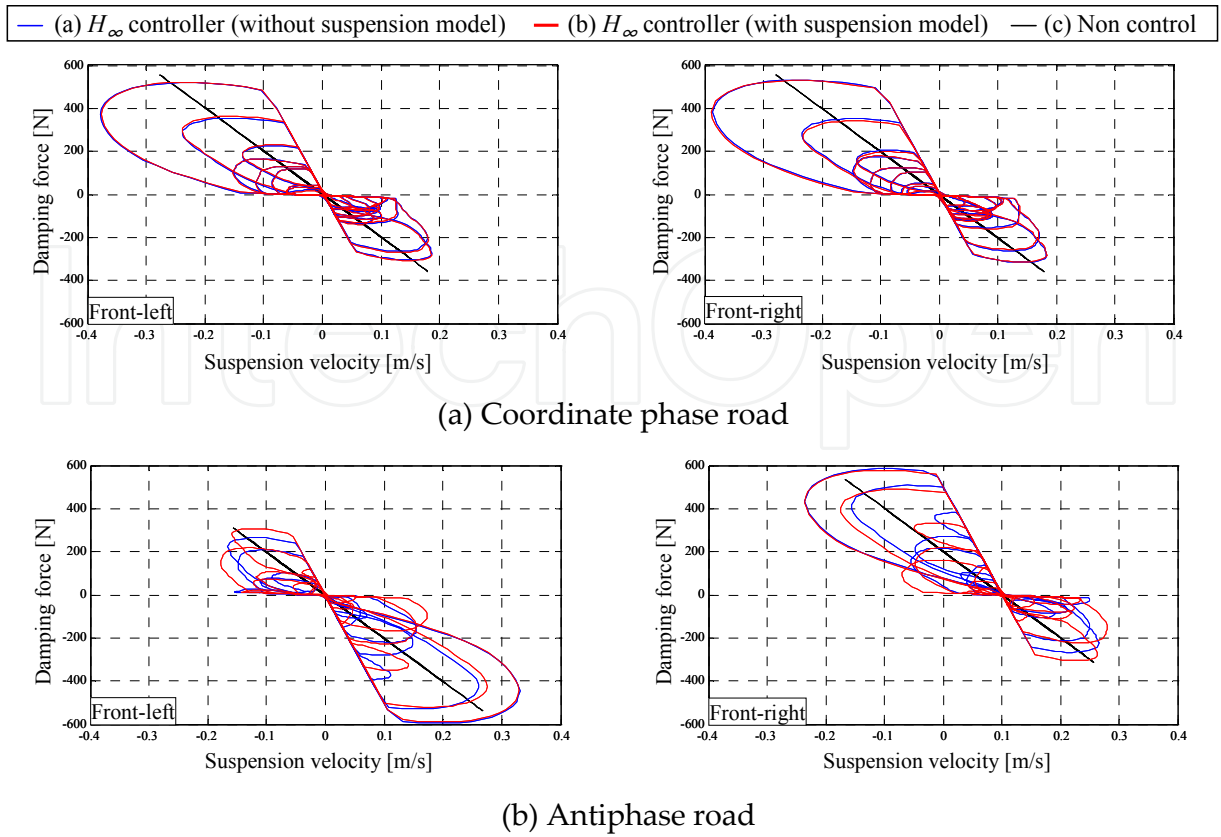 (a) H∞ controller (without suspension model) (b) H∞ controller (with suspension model) (c) Non control
600
400
200
0
-200
-400
-600
Damping force [N]
Front-left
-0.4 -0.3 -0.2 -0.1 0 0.1 0.2 0.3 0.4
Suspension velocity [m/s]
600
400
200
0
-200
-400
-600
Damping force [N]
Front-right
-0.4 -0.3 -0.2 -0.1 0 0.1 0.2 0.3 0.4
Suspension velocity [m/s]
IntechOpen
(a) Coordinate phase road
600
400
200
0
-200
-400
-600
Damping force [N]
Front-left
-0.4 -0.3 -0.2 -0.1 0 0.1 0.2 0.3 0.4
Suspension velocity [m/s]
600
400
200
0
-200
-400
-600
Damping force [N]
Front-right
-0.4 -0.3 -0.2 -0.1 0 0.1 0.2 0.3 0.4
Suspension velocity [m/s]
(b) Antiphase road